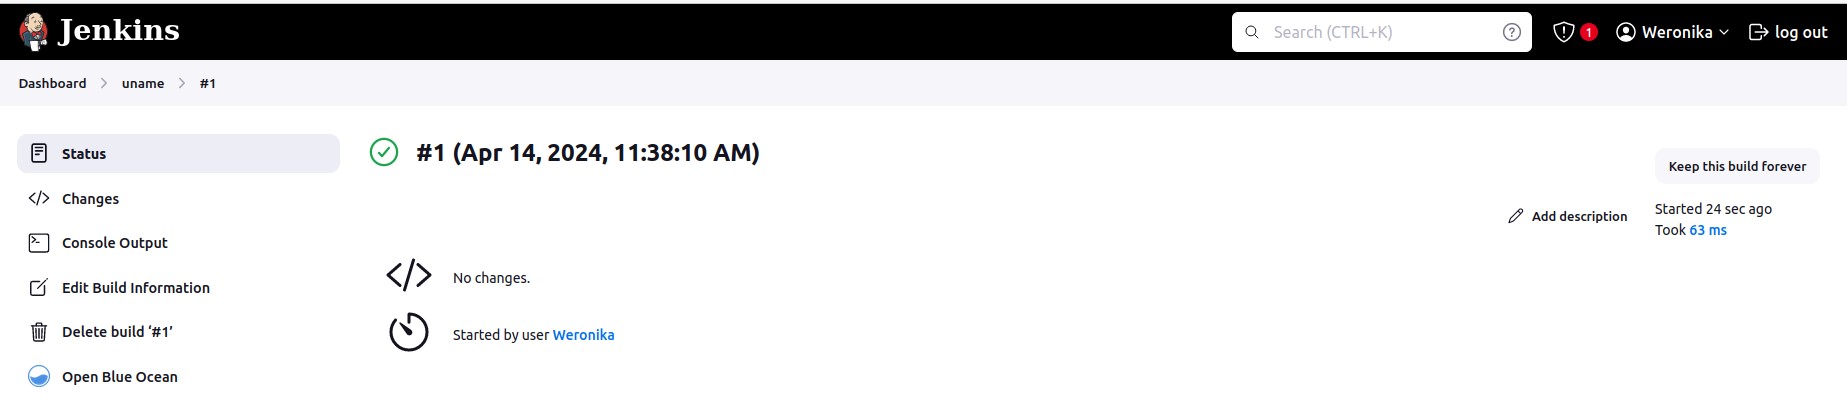 Jenkins
Search (CTRL+K)
1
Weronika
log out
Dashboard > uname > #1
Status
Changes
Console Output
Edit Build Information
Delete build ‘#1’
Open Blue Ocean
#1 (Apr 14, 2024, 11:38:10 AM)
Keep this build forever
Add description
Started 24 sec ago
Took 63 ms
No changes.
Started by user Weronika